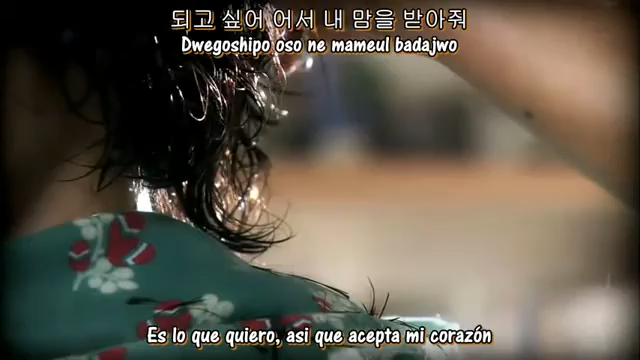 되고 싶어 어서 내 맘을 받아줘
Dwegoshipo oso ne mameul badajwo
Es lo que quiero, asi que acepta mi corazón